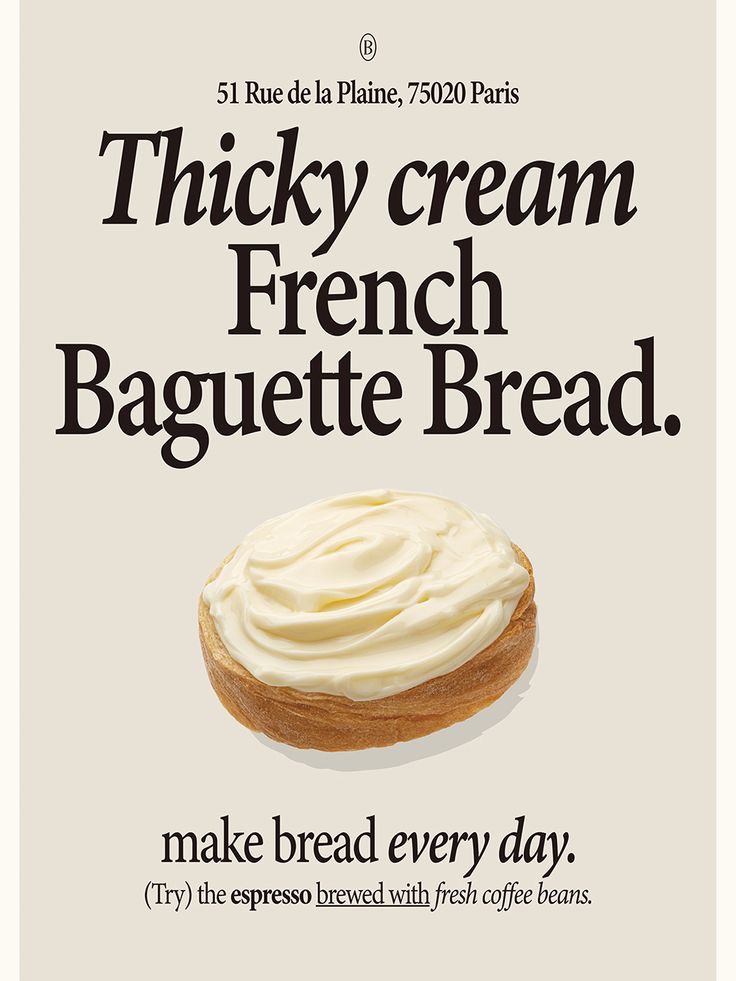 B
51 Rue de la Plaine, 75020 Paris
Thicky cream
French
Baguette Bread.
make bread every day.
(Try) the espresso brewed with fresh coffee beans.